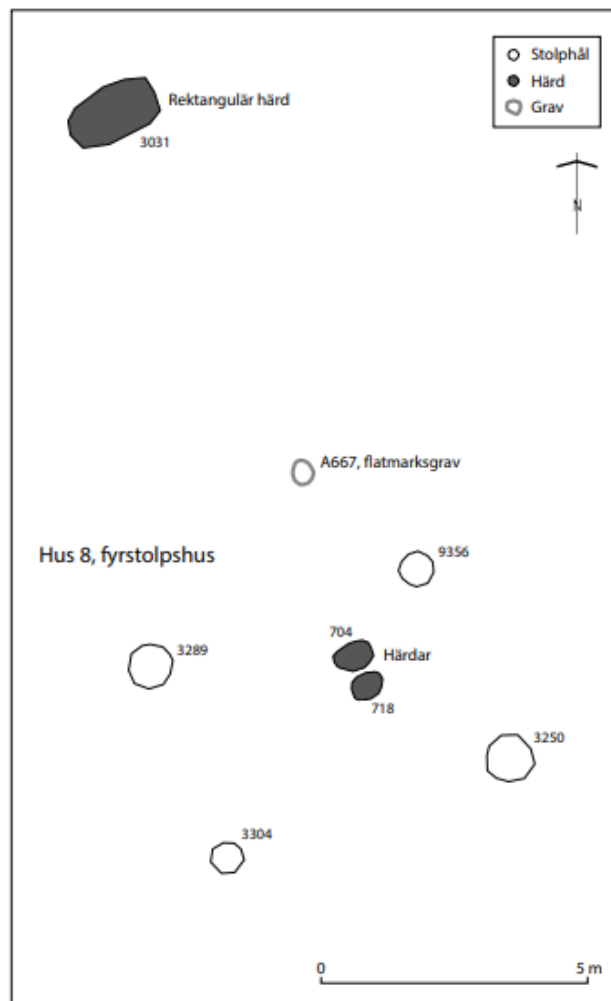 Stolphål
Härd
Grav
Rektangulär härd
3031
N
A667, flatmarksgrav
Hus 8, fyrstolpshus
9356
704
Härdar
3289
718
3250
3304
0
5 m